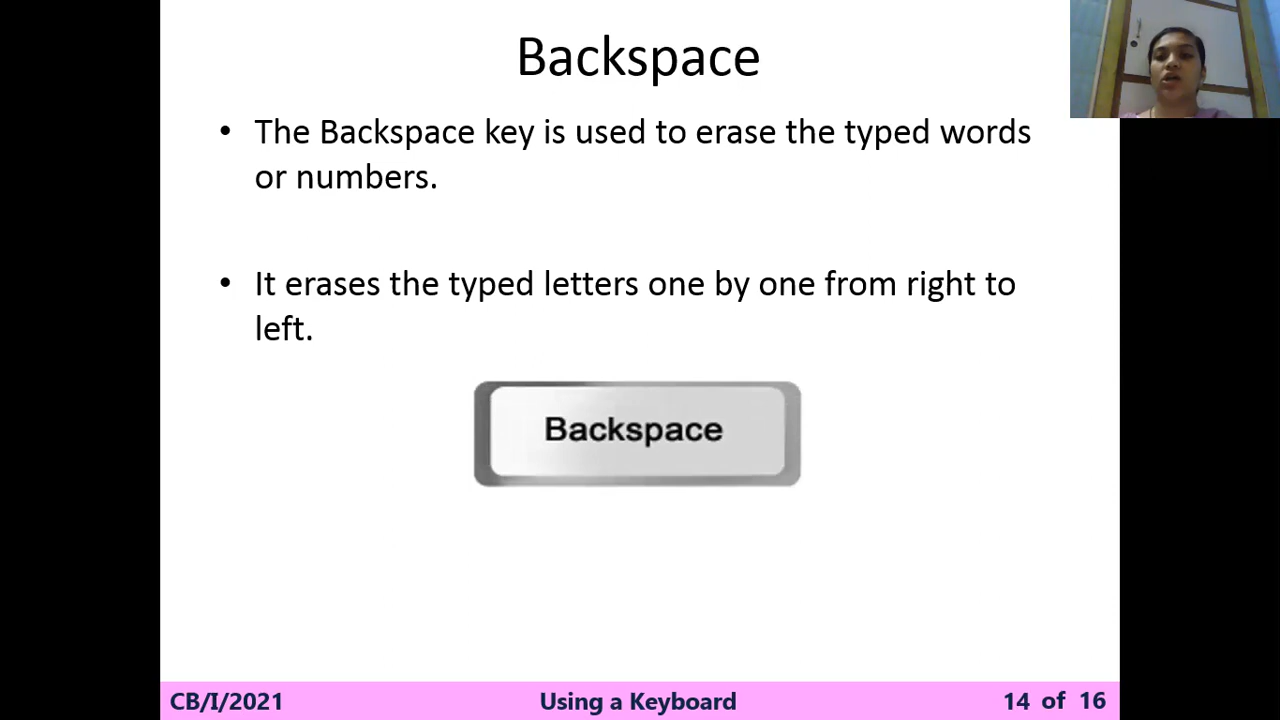 Backspace
• The Backspace key is used to erase the typed words
or numbers.
• It erases the typed letters one by one from right to
left.
Backspace
CB/I/2021 Using a Keyboard 14 of 16